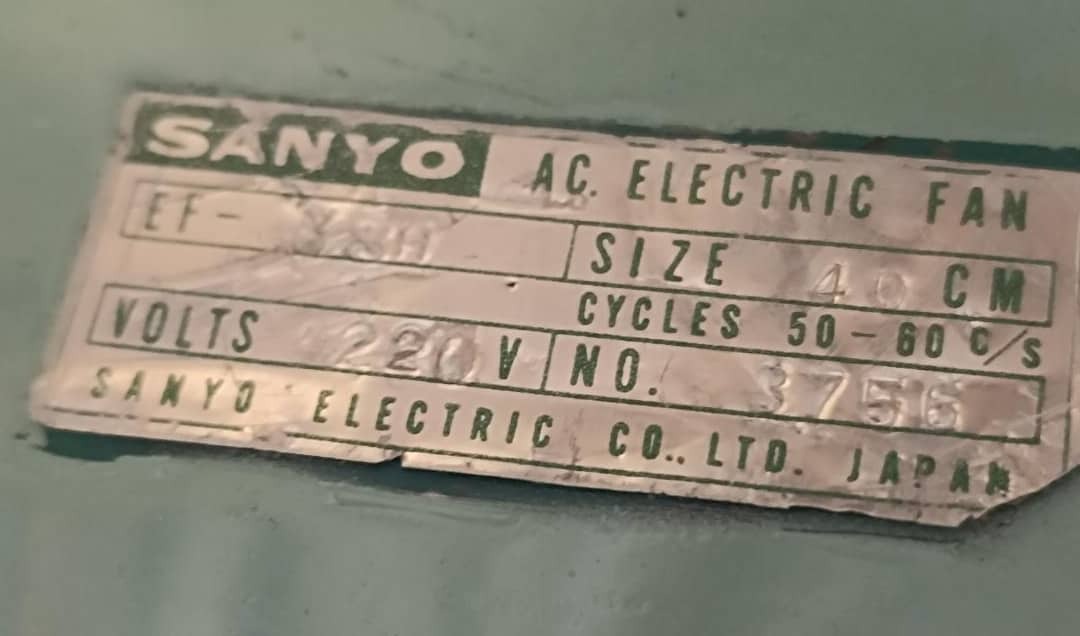 SANYO AC. ELECTRIC FAN
EF- SIZE 40 CM
CYCLES 50-60 C/S
VOLTS 220 V NO. 3756
SANYO ELECTRIC CO., LTD. JAPAN